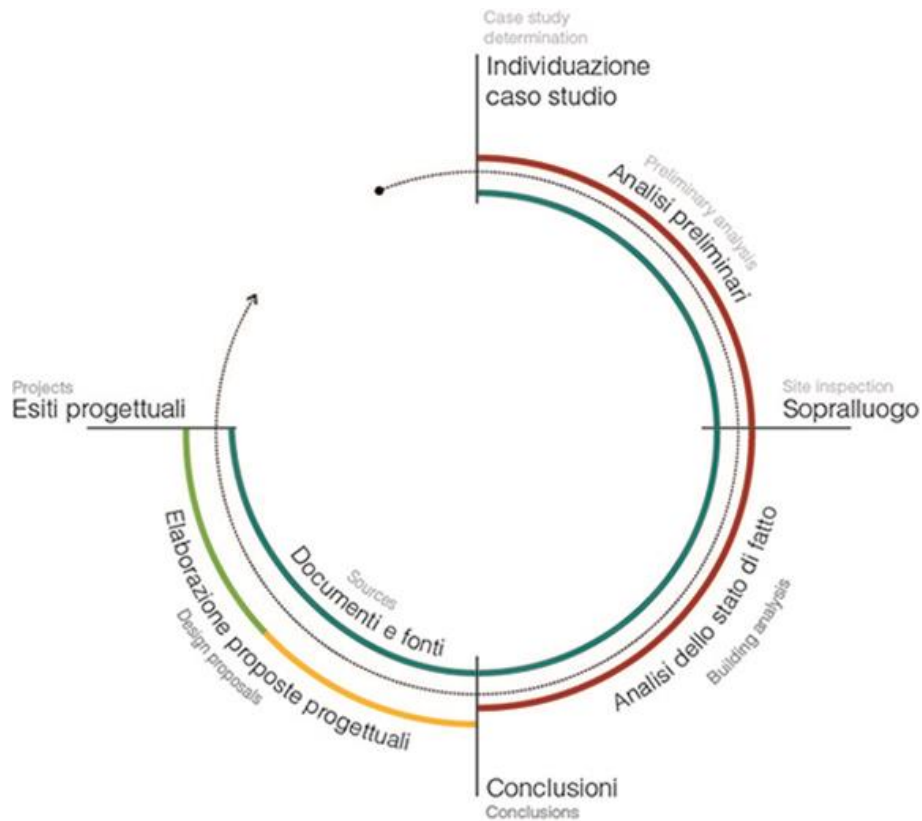 Case study
determination
Individuazione
caso studio
Preliminary analysis
Analisi preliminari
Projects
Esiti progettuali
Site inspection
Sopralluogo
Analisi dello stato di fatto
Building analysis
Sources
Documenti e fonti
Elaborazione proposte progettuali
Design proposals
Conclusioni
Conclusions